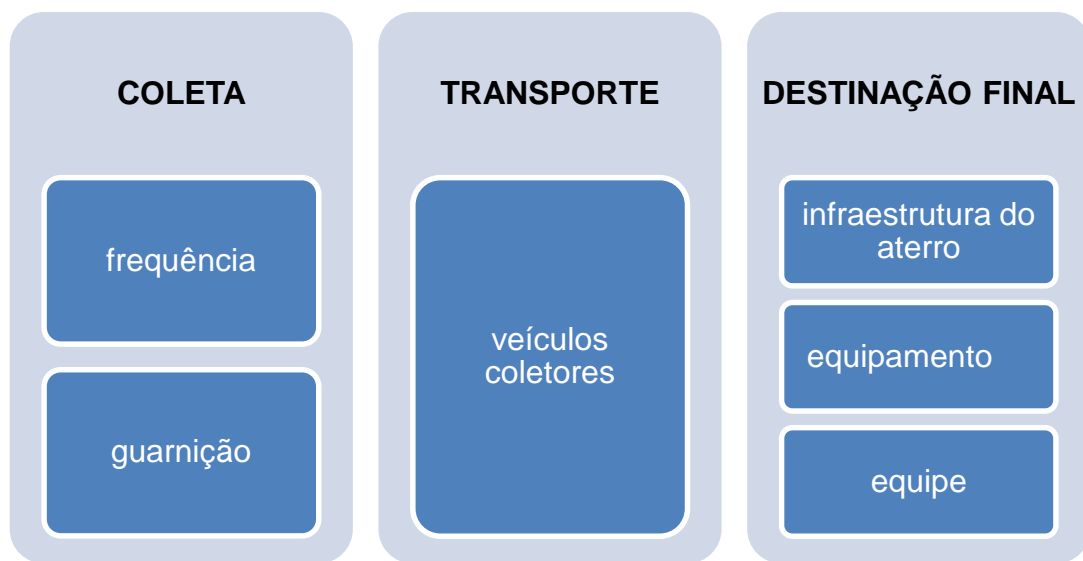 COLETA
frequência
guarnição
TRANSPORTE
veículos
coletores
DESTINAÇÃO FINAL
infraestrutura do
aterro
equipamento
equipe